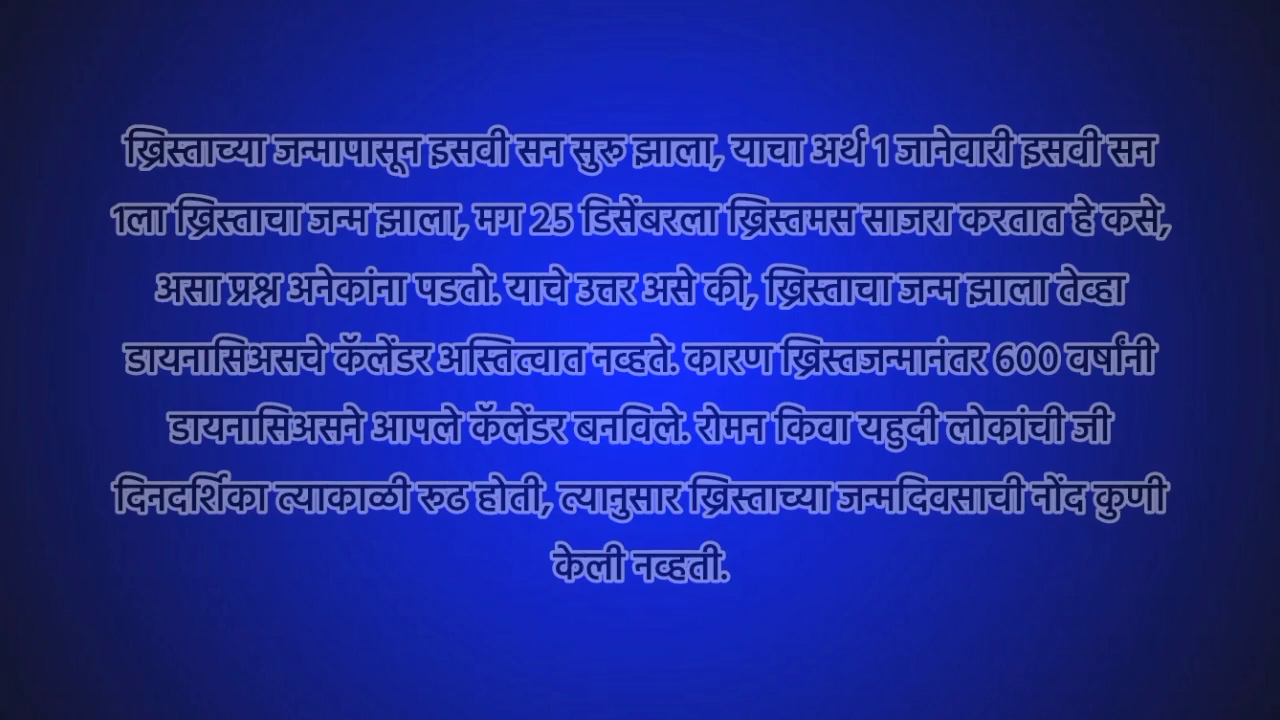 ख्रिस्ताच्या जन्मापासून इसवी सन सुरु झाला, याचा अर्थ 1 जानेवारी इसवी सन
1ला ख्रिस्ताचा जन्म झाला, मग 25 डिसेंबरला ख्रिस्तमस साजरा करतात हे कसे,
असा प्रश्न अनेकांना पडतो. याचे उत्तर असे की, ख्रिस्ताचा जन्म झाला तेव्हा
डायनासिअसचे कॅलेंडर अस्तित्वात नव्हते. कारण ख्रिस्तजन्मानंतर 600 वर्षांनी
डायनासिअसने आपले कॅलेंडर बनविले. रोमन किवा यहुदी लोकांची जी
दिनदर्शिका त्याकाळी रुढ होती, त्यानुसार ख्रिस्ताच्या जन्मदिवसाची नोंद कुणी
केली नव्हती.